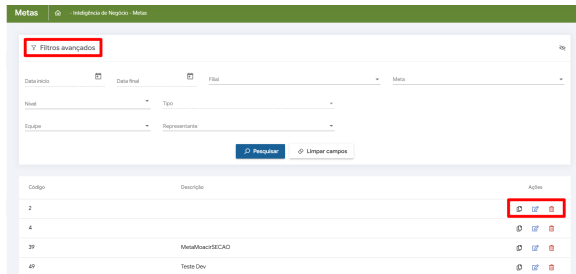 Metas - Inteligência de Negócio - Metas
Filtros avançados
Data início Data final Filial Meta
Nível Tipo
Equipe Representante
Pesquisar Limpar campos
Código Descrição Ações
2
4
39 MetaMoacirSECAO
49 Teste Dev